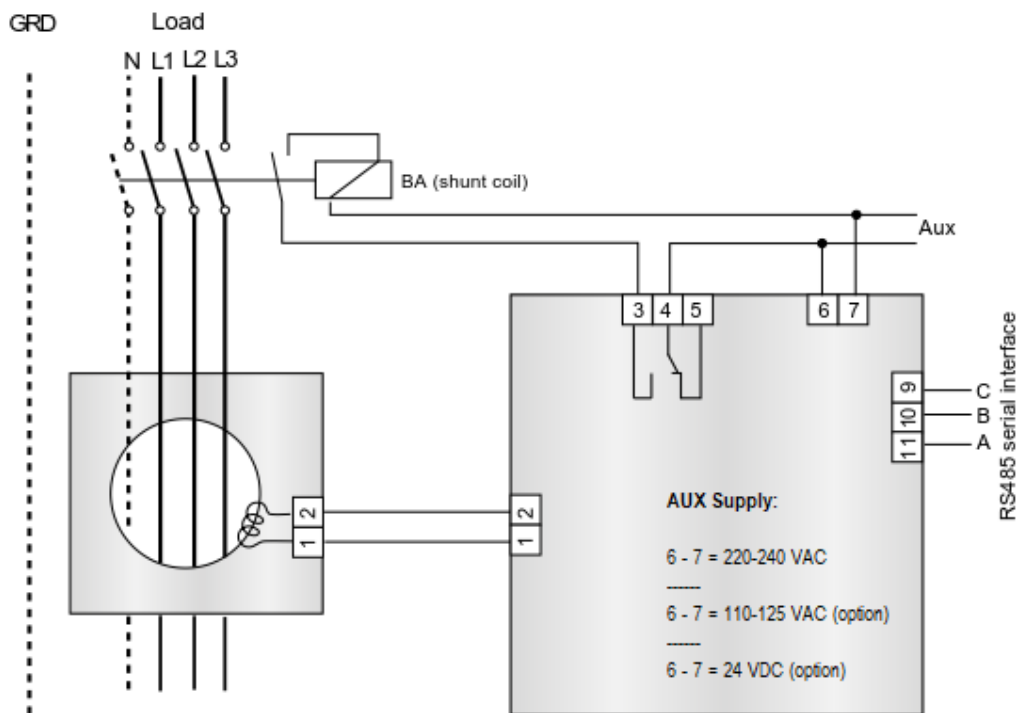 GRD
Load
N L1 L2 L3
BA (shunt coil)
Aux
3 4 5
6 7
9
C
10
B
11
A
RS485 serial interface
2
1
2
1
AUX Supply:
6 - 7 = 220-240 VAC
------
6 - 7 = 110-125 VAC (option)
------
6 - 7 = 24 VDC (option)